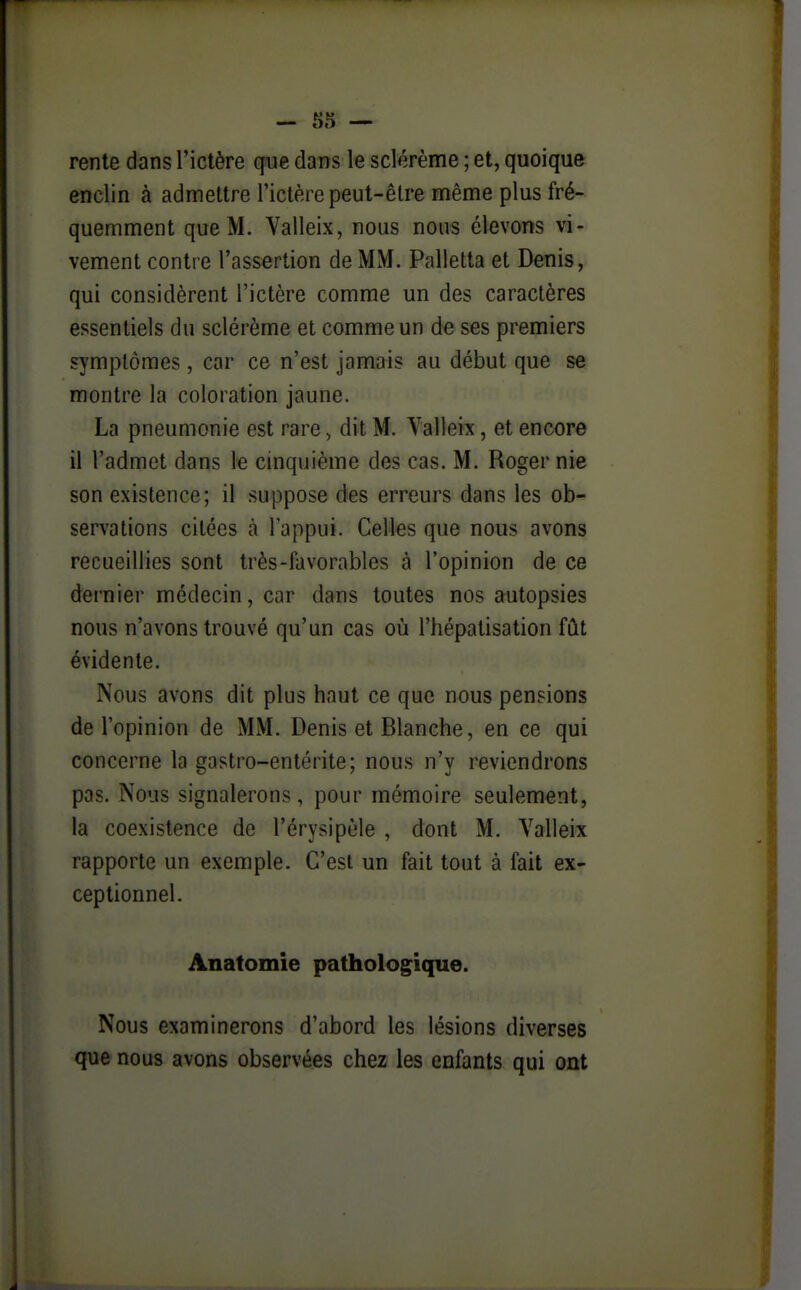 — 55 —
rente dans l'ictère que dans le sclérème ; et, quoique
enclin à admettre l'ictère peut-être même plus fré-
quemment que M. Valleix, nous nous élevons vi-
vement contre l'assertion de MM. Palletta et Denis,
qui considèrent l'ictère comme un des caractères
essentiels du sclérème et comme un de ses premiers
symptômes, car ce n'est jamais au début que se
montre la coloration jaune.
La pneumonie est rare, dit M. Valleix, et encore
il l'admet dans le cinquième des cas. M. Roger nie
son existence; il suppose des erreurs dans les ob-
servations citées à l'appui. Celles que nous avons
recueillies sont très-favorables à l'opinion de ce
dernier médecin, car dans toutes nos autopsies
nous n'avons trouvé qu'un cas où l'hépatisation fût
évidente.
Nous avons dit plus haut ce que nous pensions
de l'opinion de MM. Denis et Blanche, en ce qui
concerne la gastro-entérite; nous n'y reviendrons
pas. Nous signalerons, pour mémoire seulement,
la coexistence de l'érysipèle , dont M. Valleix
rapporte un exemple. C'est un fait tout à fait ex-
ceptionnel.
Anatomie pathologique.
Nous examinerons d'abord les lésions diverses
que nous avons observées chez les enfants qui ont